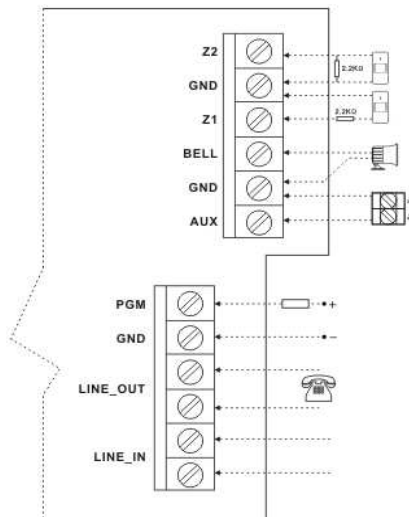 Z2
2.2KΩ
GND
Z1
2.2KΩ
BELL
GND
AUX
PGM
+
GND
−
LINE_OUT
LINE_IN